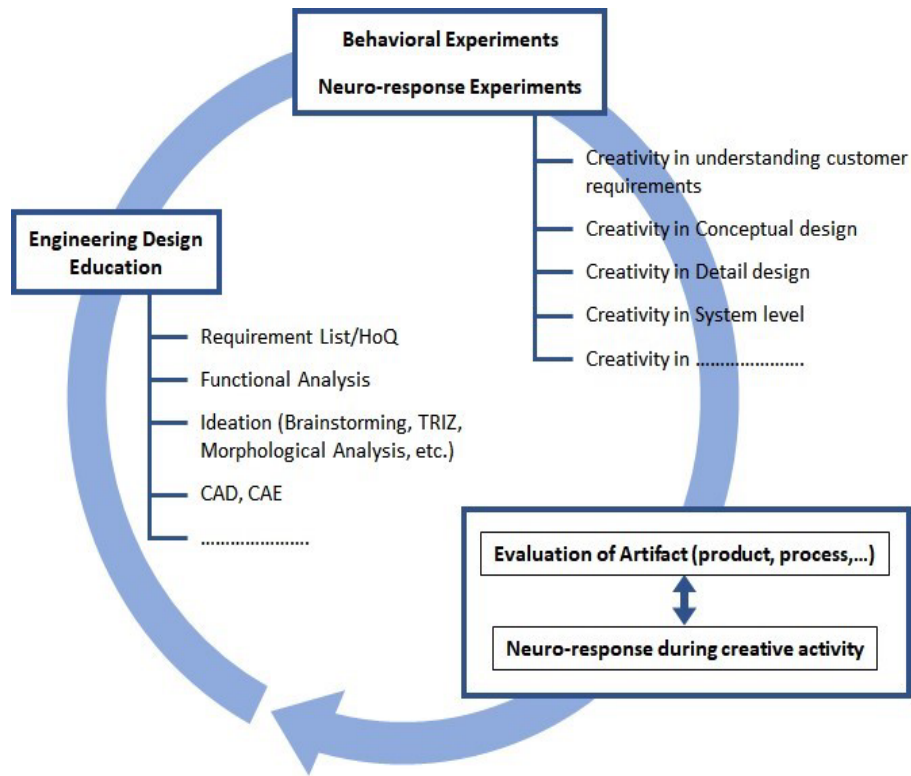 Behavioral Experiments
Neuro-response Experiments
Creativity in understanding customer
requirements
Creativity in Conceptual design
Creativity in Detail design
Creativity in System level
Creativity in ........................
Engineering Design
Education
Requirement List/HoQ
Functional Analysis
Ideation (Brainstorming, TRIZ,
Morphological Analysis, etc.)
CAD, CAE
........................
Evaluation of Artifact (product, process,...)
Neuro-response during creative activity